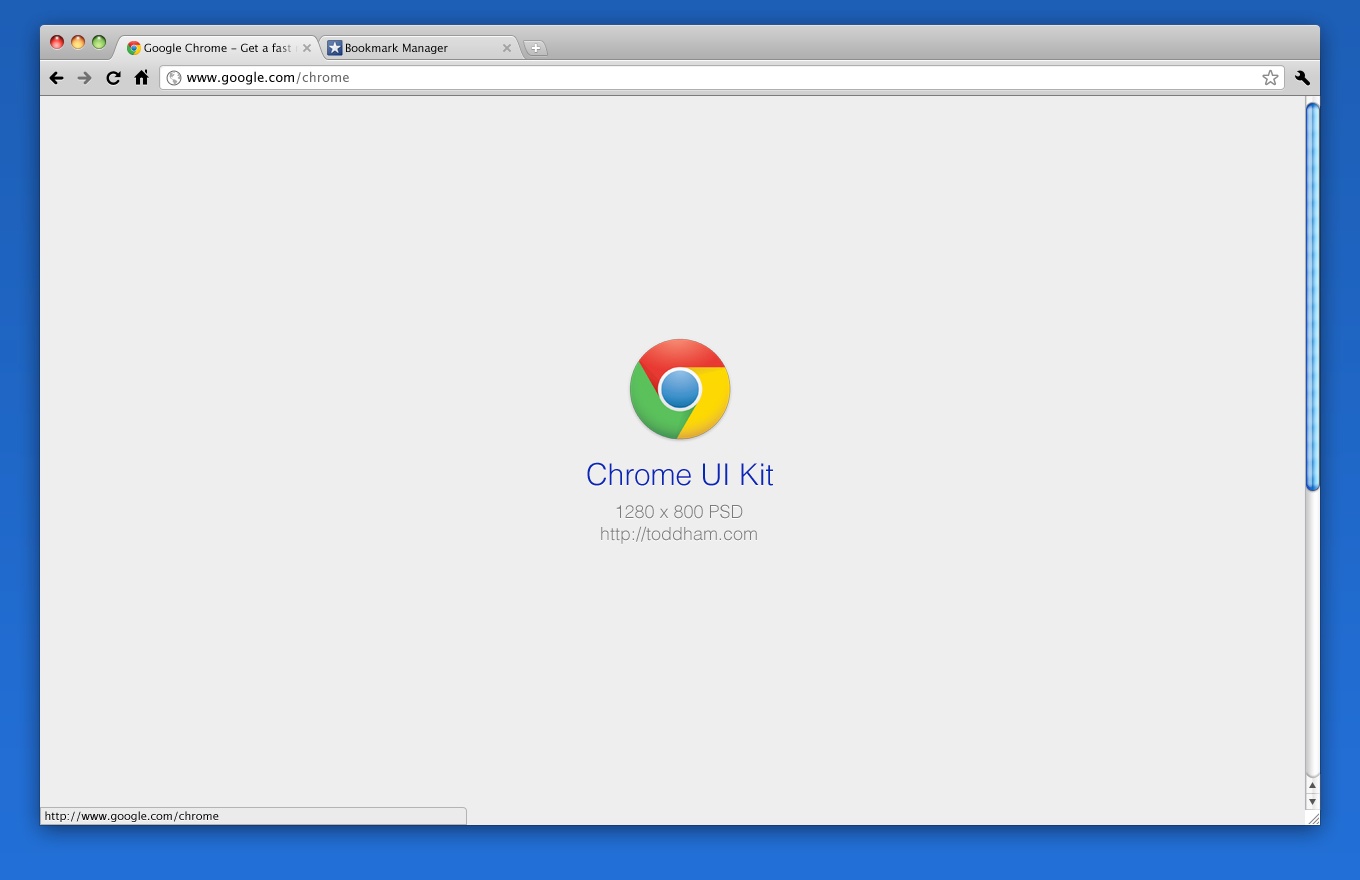 Google Chrome – Get a fast
Bookmark Manager
www.google.com/chrome
Chrome UI Kit
1280 x 800 PSD
http://toddham.com
http://www.google.com/chrome